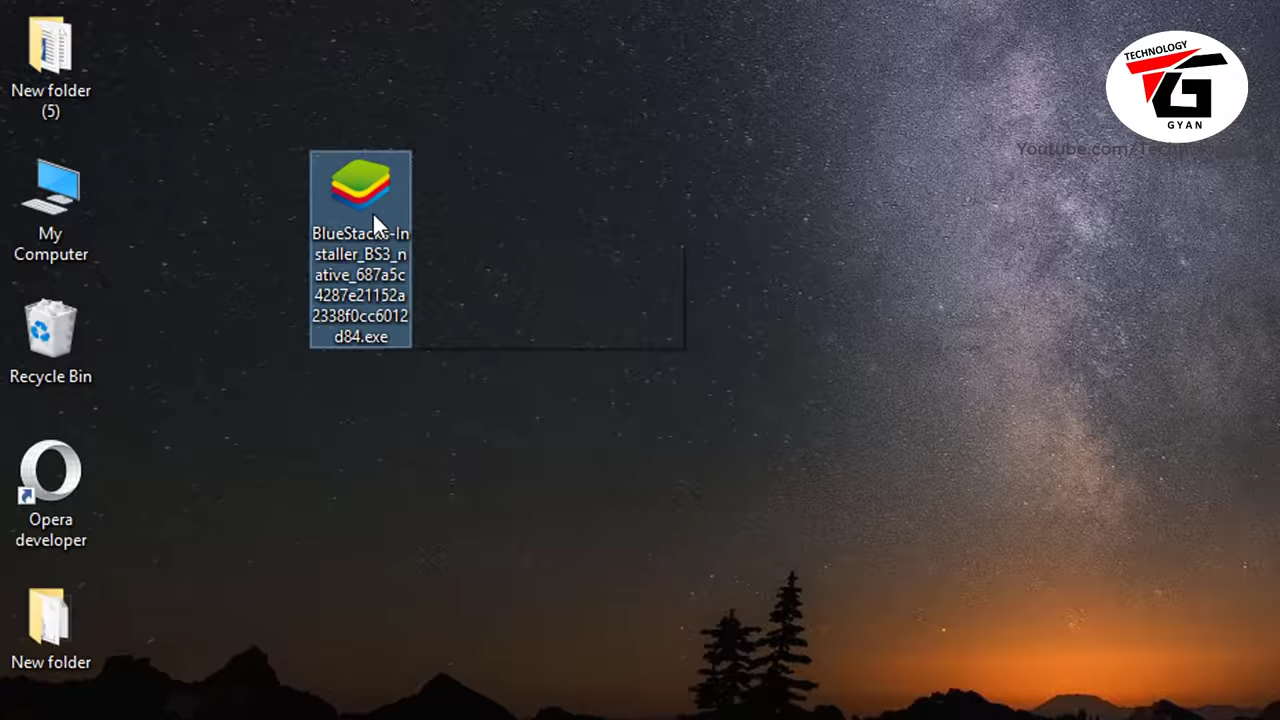 New folder
(5)
My
Computer
Recycle Bin
Opera
developer
New folder
BlueStacks-In
staller_BS3_n
ative_687a5c
4287e21152a
2338f0cc6012
d84.exe
TECHNOLOGY
TG
GYAN